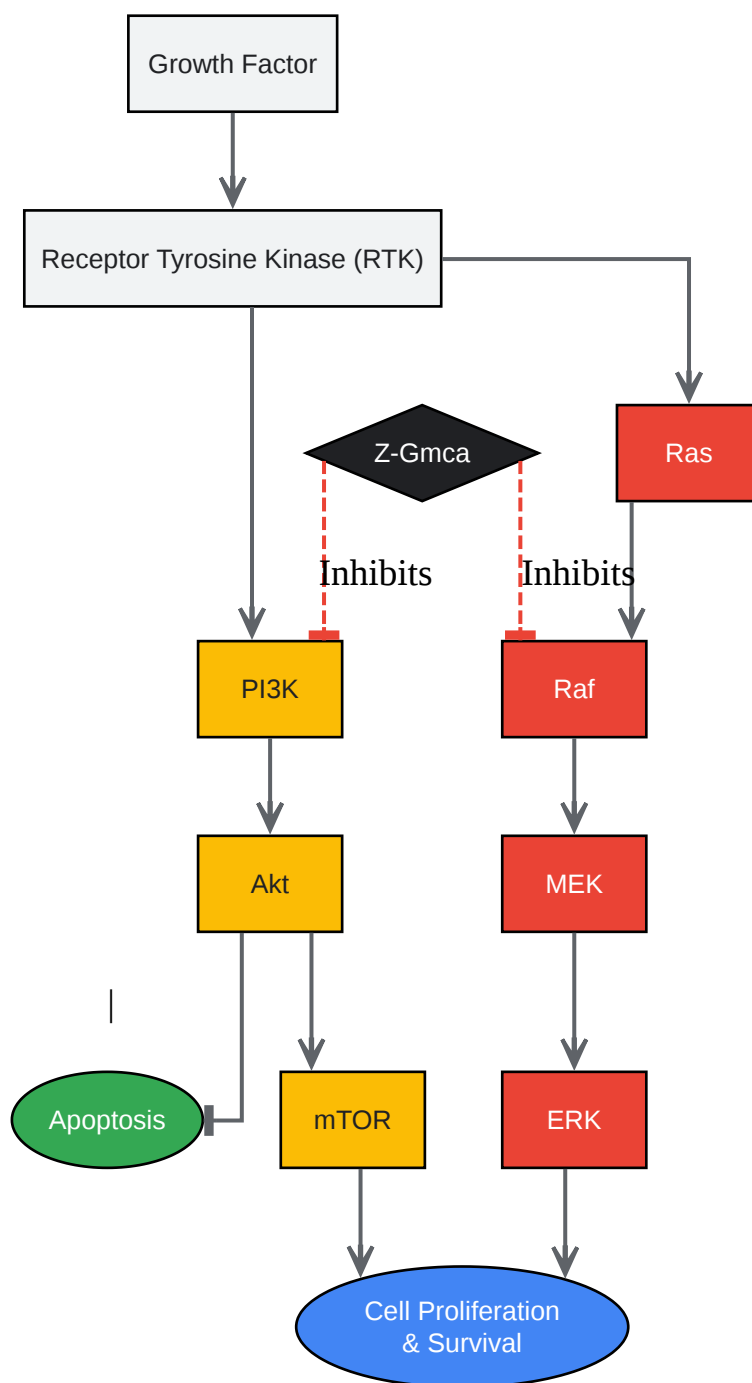 Growth Factor
Receptor Tyrosine Kinase (RTK)
Z-Gmca
Ras
Inhibits
Inhibits
PI3K
Raf
Akt
MEK
|
Apoptosis
mTOR
ERK
Cell Proliferation
& Survival